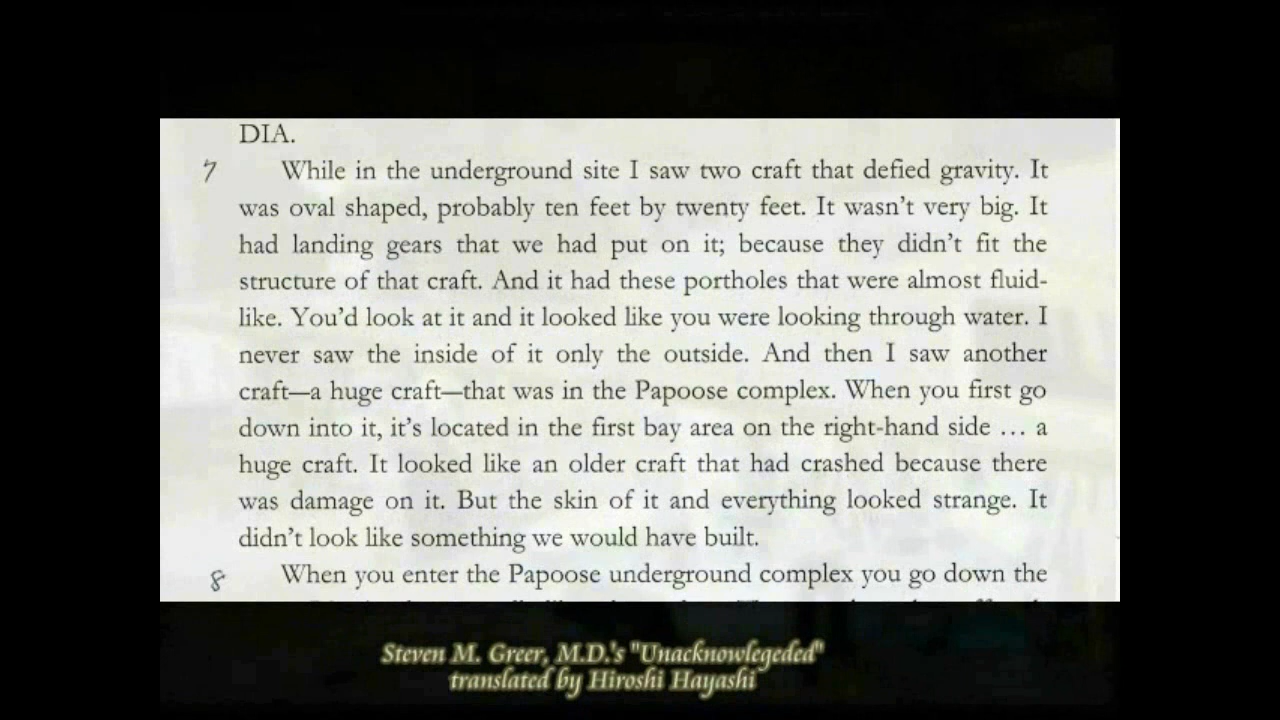 DIA.
7 While in the underground site I saw two craft that defied gravity. It
was oval shaped, probably ten feet by twenty feet. It wasn't very big. It
had landing gears that we had put on it; because they didn't fit the
structure of that craft. And it had these portholes that were almost fluid-
like. You'd look at it and it looked like you were looking through water. I
never saw the inside of it only the outside. And then I saw another
craft—a huge craft—that was in the Papoose complex. When you first go
down into it, it's located in the first bay area on the right-hand side … a
huge craft. It looked like an older craft that had crashed because there
was damage on it. But the skin of it and everything looked strange. It
didn't look like something we would have built.
8 When you enter the Papoose underground complex you go down the
Steven M. Greer, M.D.'s "Unacknowlegeded"
translated by Hiroshi Hayashi